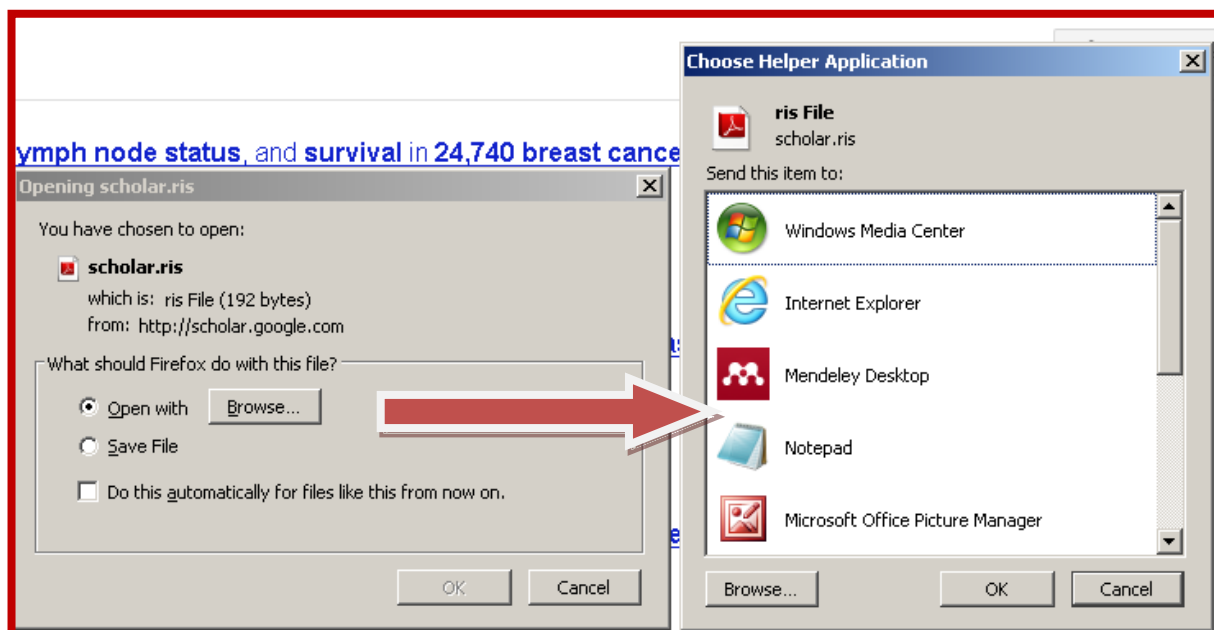 ymph node status, and survival in 24,740 breast cance
Opening scholar.ris
You have chosen to open:
scholar.ris
which is: ris File (192 bytes)
from: http://scholar.google.com
What should Firefox do with this file?
Open with
Browse...
Save File
Do this automatically for files like this from now on.
OK
Cancel
Choose Helper Application
ris File
scholar.ris
Send this item to:
Windows Media Center
Internet Explorer
Mendeley Desktop
Notepad
Microsoft Office Picture Manager
Browse...
OK
Cancel